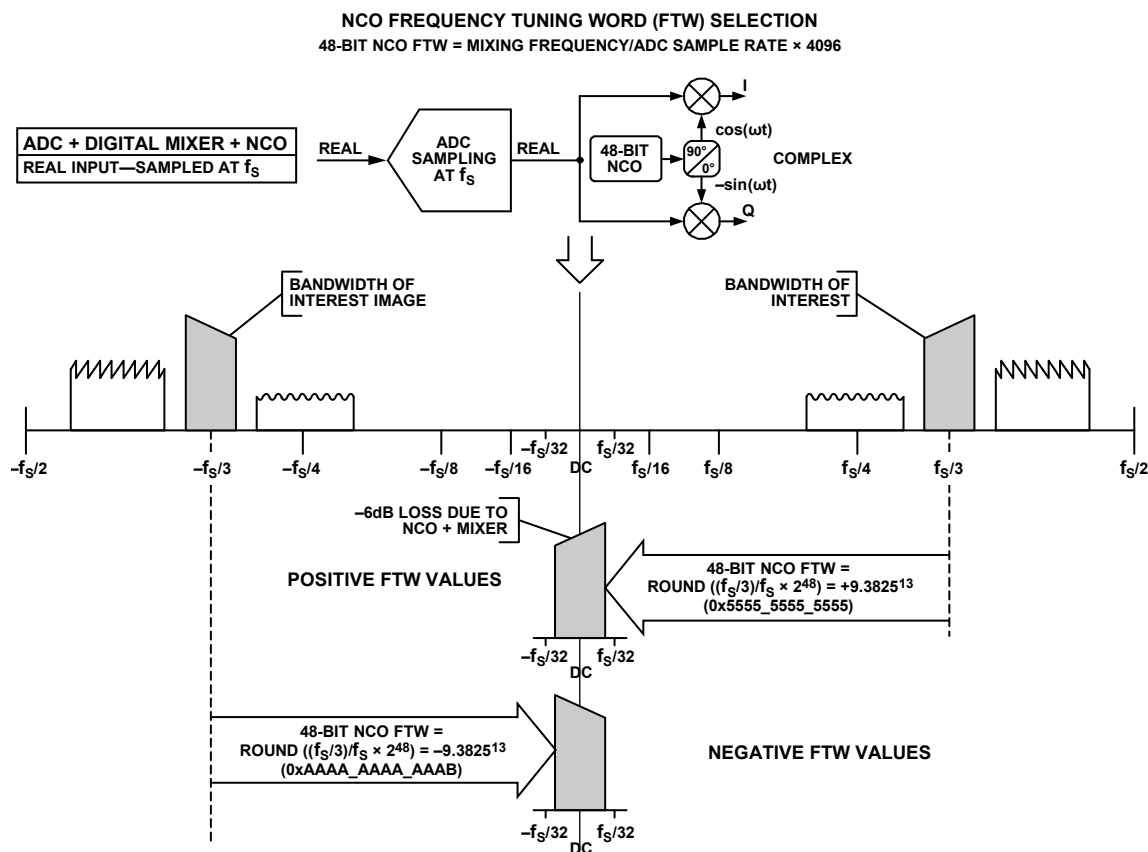 NCO FREQUENCY TUNING WORD (FTW) SELECTION
48-BIT NCO FTW = MIXING FREQUENCY/ADC SAMPLE RATE × 4096
ADC + DIGITAL MIXER + NCO
REAL INPUT—SAMPLED AT fS
REAL
ADC
SAMPLING
AT fS
REAL
48-BIT
NCO
90°
0°
I
cos(ωt)
COMPLEX
–sin(ωt)
Q
BANDWIDTH OF
INTEREST IMAGE
BANDWIDTH OF
INTEREST
–fS/2
–fS/3
–fS/4
–fS/8
–fS/16
–fS/32
DC
fS/32
fS/16
fS/8
fS/4
fS/3
fS/2
–6dB LOSS DUE TO
NCO + MIXER
POSITIVE FTW VALUES
48-BIT NCO FTW =
ROUND ((fS/3)/fS × 2^48) = +9.3825^13
(0x5555_5555_5555)
–fS/32
DC
fS/32
48-BIT NCO FTW =
ROUND ((fS/3)/fS × 2^48) = –9.3825^13
(0xAAAA_AAAA_AAAB)
NEGATIVE FTW VALUES
–fS/32
DC
fS/32